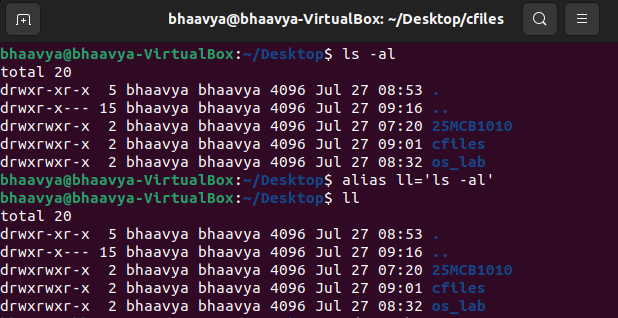 bhaavya@bhaavya-VirtualBox: ~/Desktop/cfiles
bhaavya@bhaavya-VirtualBox:~/Desktop$ ls -al
total 20
drwxr-xr-x  5 bhaavya bhaavya 4096 Jul 27 08:53 .
drwxr-x--- 15 bhaavya bhaavya 4096 Jul 27 09:16 ..
drwxrwxr-x  2 bhaavya bhaavya 4096 Jul 27 07:20 25MCB1010
drwxrwxr-x  2 bhaavya bhaavya 4096 Jul 27 09:01 cfiles
drwxrwxr-x  2 bhaavya bhaavya 4096 Jul 27 08:32 os_lab
bhaavya@bhaavya-VirtualBox:~/Desktop$ alias ll='ls -al'
bhaavya@bhaavya-VirtualBox:~/Desktop$ ll
total 20
drwxr-xr-x  5 bhaavya bhaavya 4096 Jul 27 08:53 .
drwxr-x--- 15 bhaavya bhaavya 4096 Jul 27 09:16 ..
drwxrwxr-x  2 bhaavya bhaavya 4096 Jul 27 07:20 25MCB1010
drwxrwxr-x  2 bhaavya bhaavya 4096 Jul 27 09:01 cfiles
drwxrwxr-x  2 bhaavya bhaavya 4096 Jul 27 08:32 os_lab